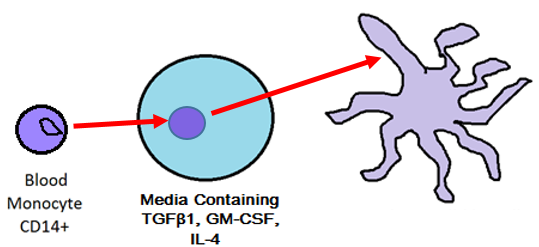 Blood
Monocyte
CD14+
Media Containing
TGFβ1, GM-CSF,
IL-4